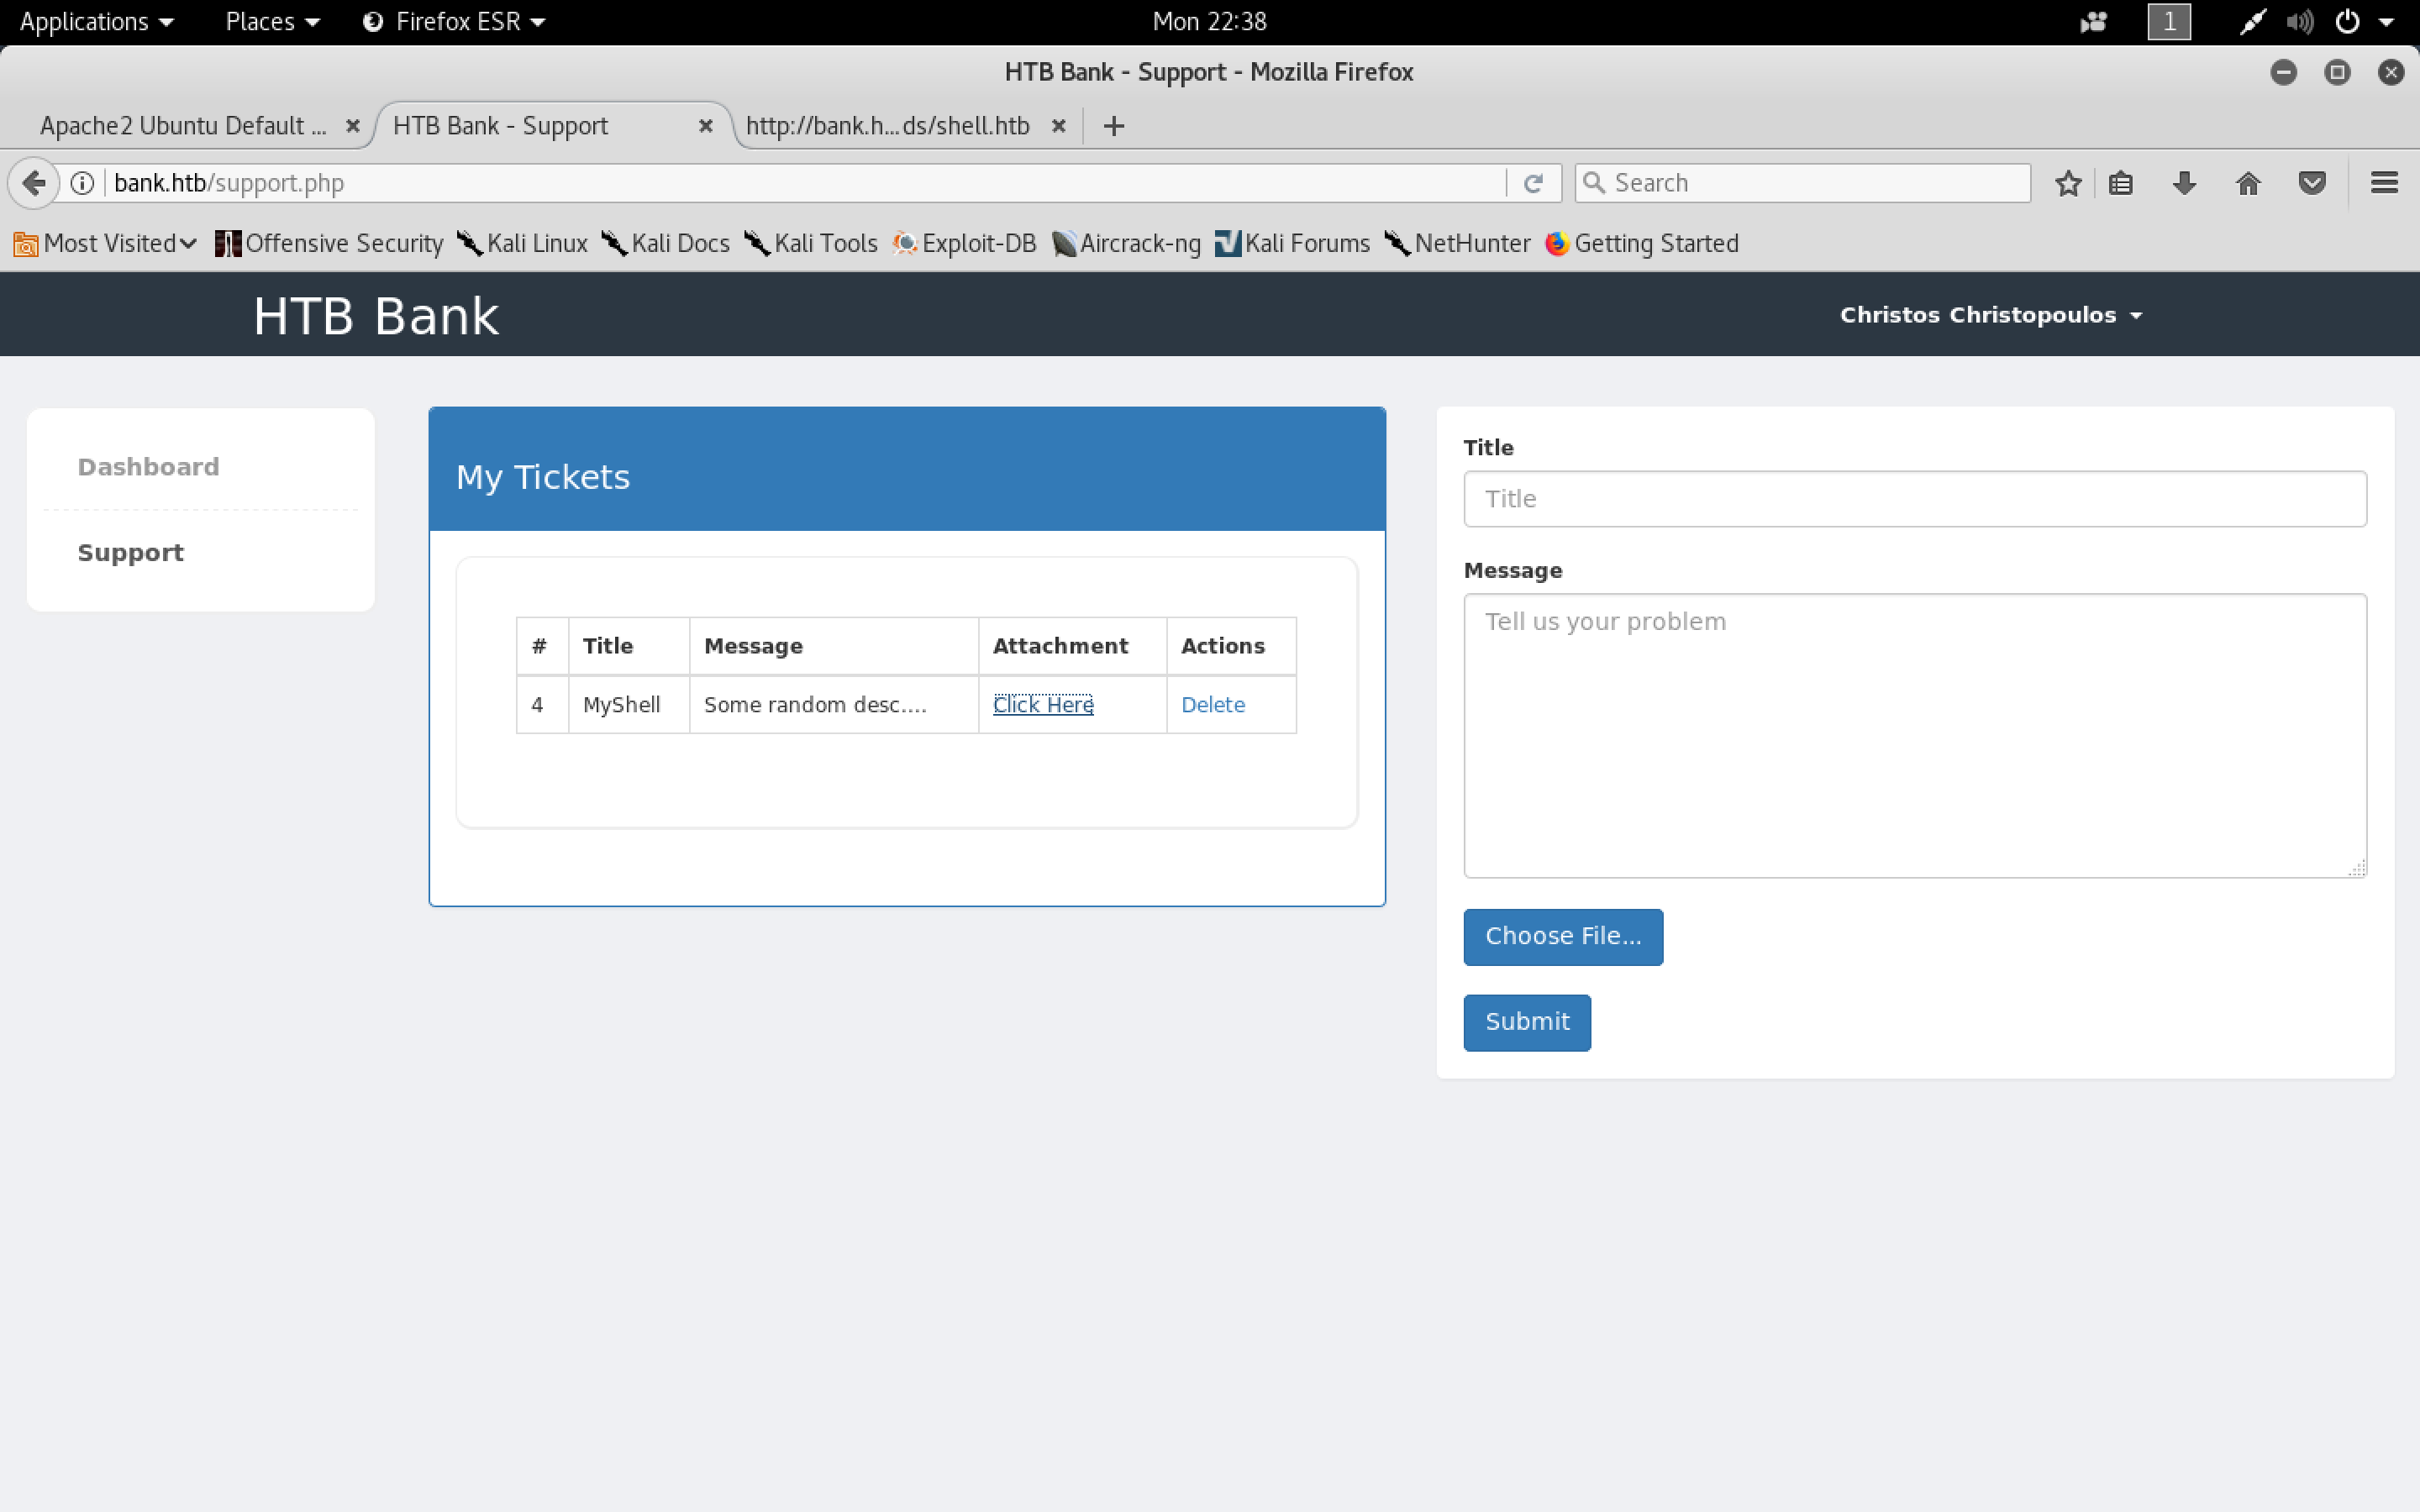 Applications Places Firefox ESR Mon 22:38 1
HTB Bank - Support - Mozilla Firefox
Apache2 Ubuntu Default ... HTB Bank - Support http://bank.h...ds/shell.htb
bank.htb/support.php Search
Most Visited Offensive Security Kali Linux Kali Docs Kali Tools Exploit-DB Aircrack-ng Kali Forums NetHunter Getting Started
HTB Bank Christos Christopoulos
Dashboard
Support
My Tickets
# Title Message Attachment Actions
4 MyShell Some random desc.... Click Here Delete
Title
Title
Message
Tell us your problem
Choose File...
Submit